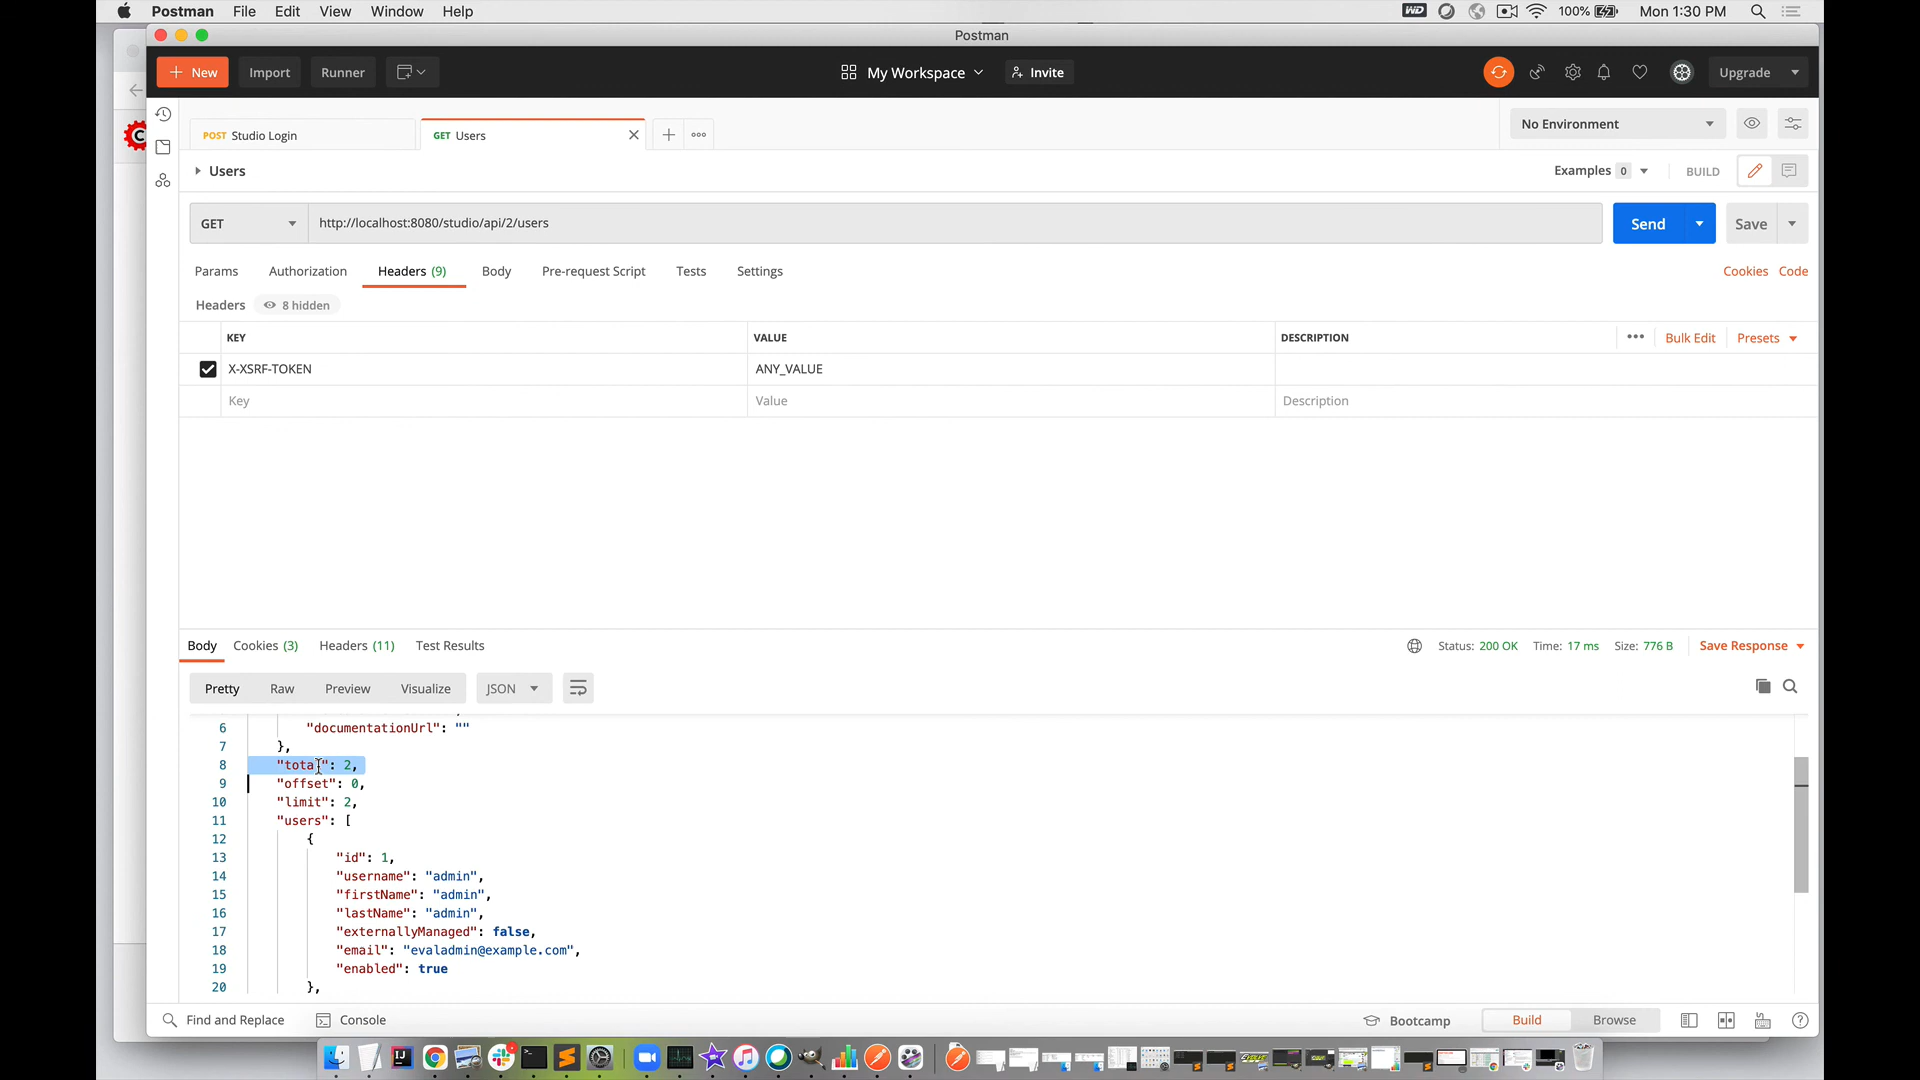 Postman File Edit View Window Help 100% Mon 1:30 PM
Postman
New Import Runner My Workspace Invite Upgrade
POST Studio Login GET Users No Environment
Users Examples 0 BUILD
GET http://localhost:8080/studio/api/2/users Send Save
Params Authorization Headers (9) Body Pre-request Script Tests Settings Cookies Code
Headers 8 hidden
KEY VALUE DESCRIPTION Bulk Edit Presets
X-XSRF-TOKEN ANY_VALUE
Key Value Description
Body Cookies (3) Headers (11) Test Results Status: 200 OK Time: 17 ms Size: 776 B Save Response
Pretty Raw Preview Visualize JSON
6 "documentationUrl": ""
7 },
8 "total": 2,
9 "offset": 0,
10 "limit": 2,
11 "users": [
12 {
13 "id": 1,
14 "username": "admin",
15 "firstName": "admin",
16 "lastName": "admin",
17 "externallyManaged": false,
18 "email": "evaladmin@example.com",
19 "enabled": true
20 },
Find and Replace Console Bootcamp Build Browse